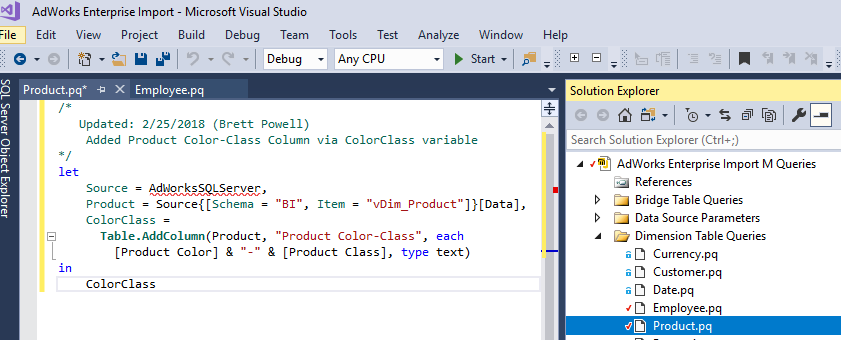 AdWorks Enterprise Import - Microsoft Visual Studio
File Edit View Project Build Debug Team Tools Test Analyze Window
Debug Any CPU Start
SQL Server Object Explorer
Product.pq* Employee.pq
/*
Updated: 2/25/2018 (Brett Powell)
Added Product Color-Class Column via ColorClass variable
*/
let
Source = AdWorksSQLServer,
Product = Source{[Schema = "BI", Item = "vDim_Product"]}[Data],
ColorClass =
Table.AddColumn(Product, "Product Color-Class", each
[Product Color] & "-" & [Product Class], type text)
in
ColorClass
Solution Explorer
Search Solution Explorer (Ctrl+;)
AdWorks Enterprise Import M Queries
References
Bridge Table Queries
Data Source Parameters
Dimension Table Queries
Currency.pq
Customer.pq
Date.pq
Employee.pq
Product.pq